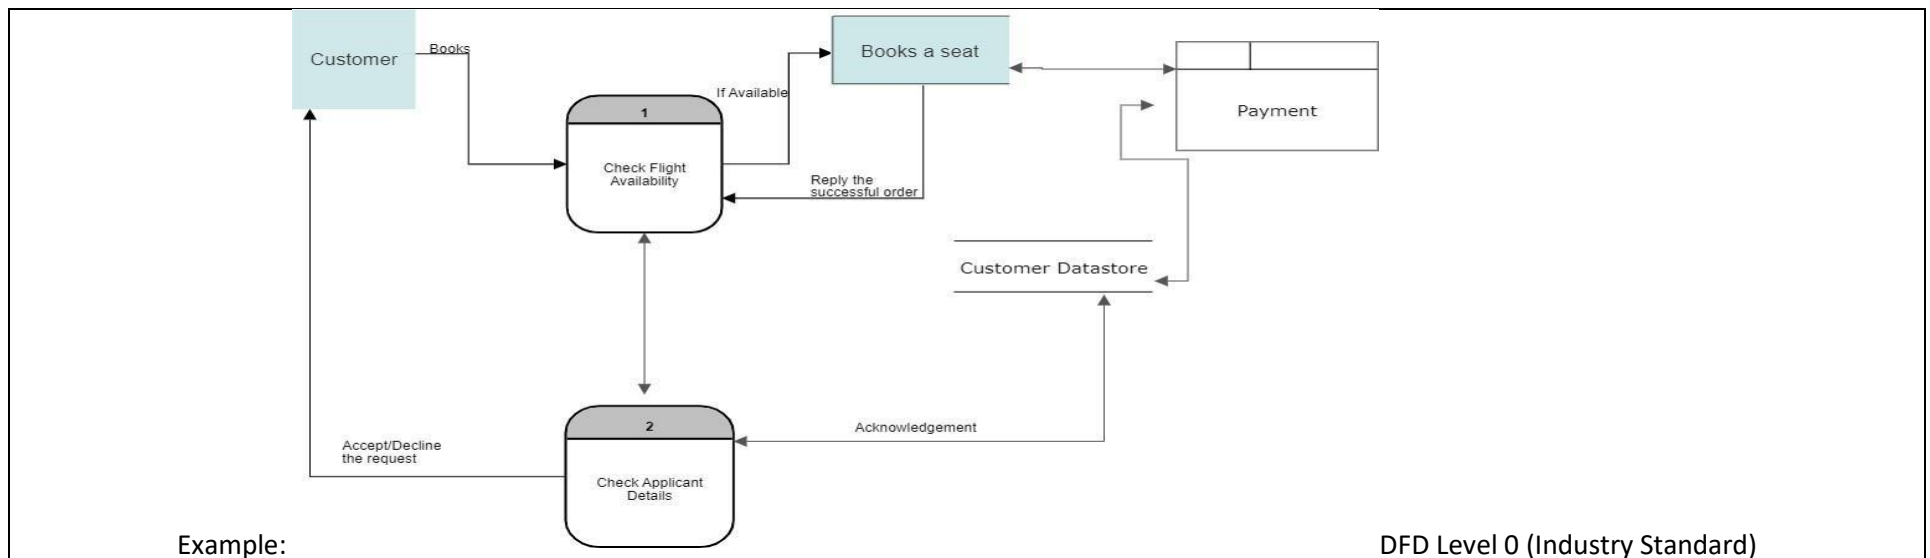 Customer
Books
Books a seat
If Available
1
Check Flight
Availability
Payment
Reply the
successful order
Customer Datastore
2
Check Applicant
Details
Acknowledgement
Accept/Decline
the request
Example:
DFD Level 0 (Industry Standard)